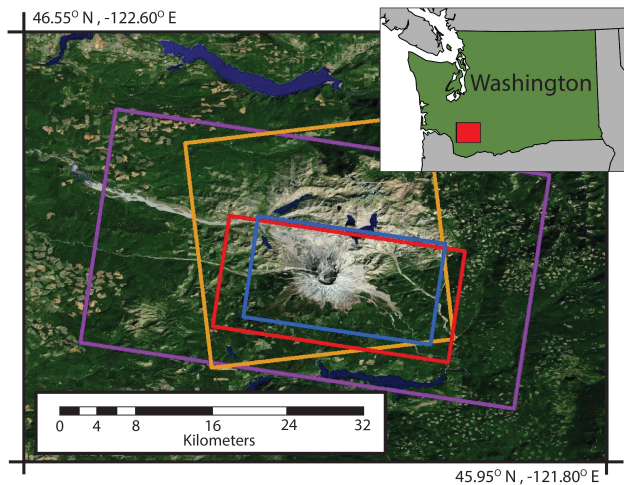 46.55° N , -122.60° E
Washington
0 4 8 16 24 32
Kilometers
45.95° N , -121.80° E